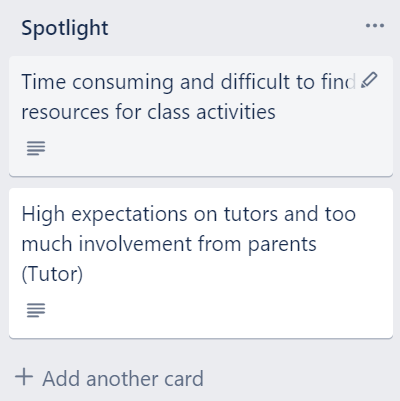 Spotlight
Time consuming and difficult to find
resources for class activities
High expectations on tutors and too
much involvement from parents
(Tutor)
Add another card